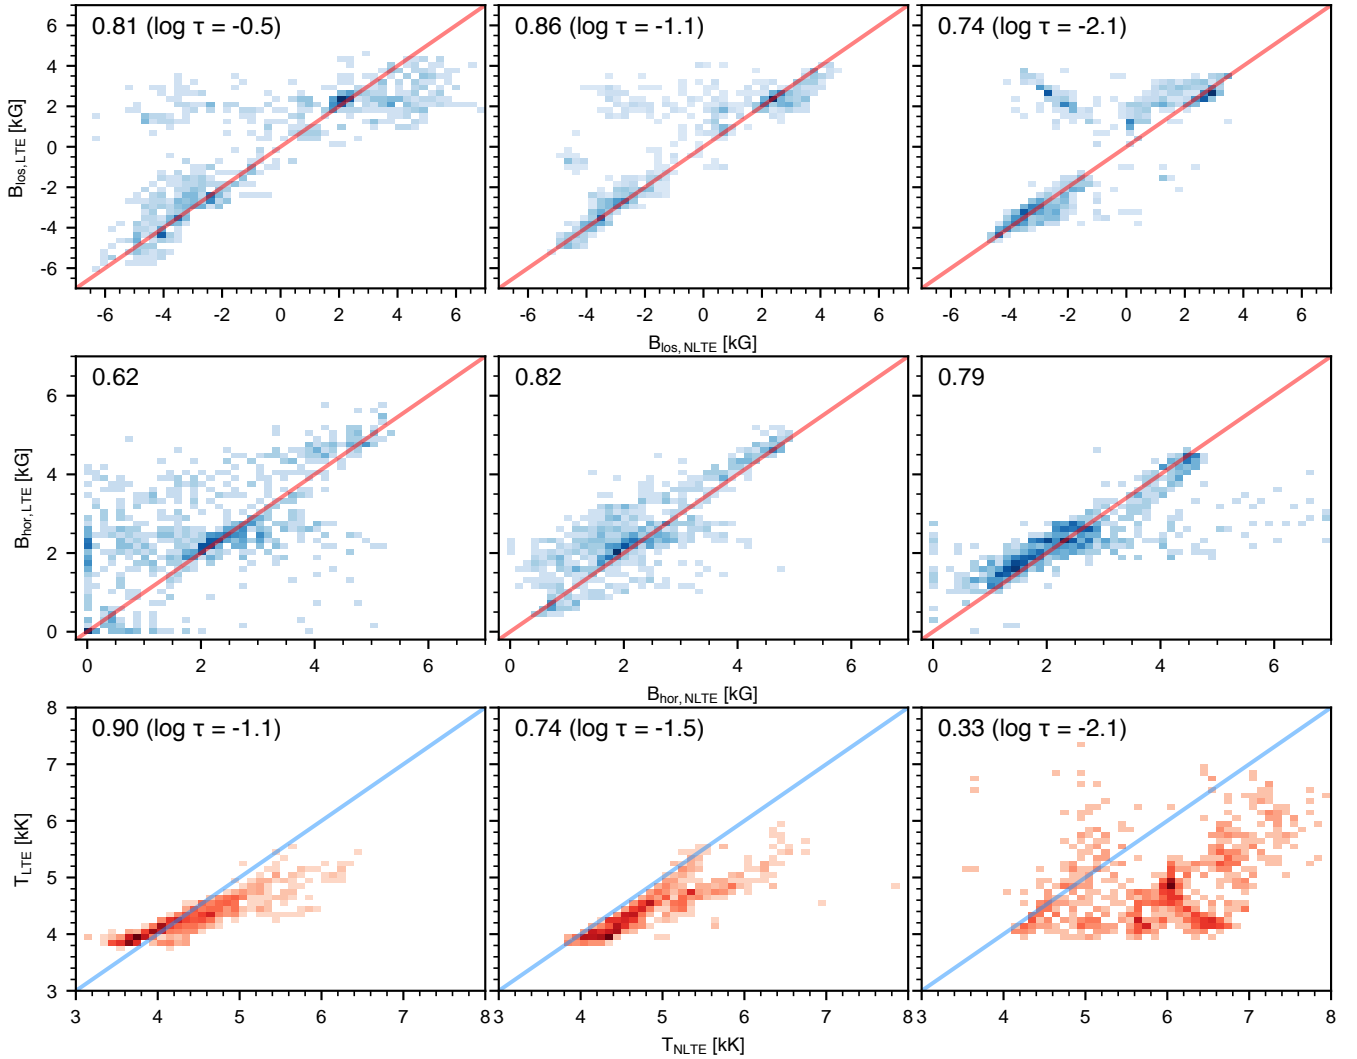 0.81 (log τ = -0.5)
0.86 (log τ = -1.1)
0.74 (log τ = -2.1)
6
4
2
0
-2
-4
-6
B_los, LTE [kG]
-6 -4 -2 0 2 4 6
-6 -4 -2 0 2 4 6
-6 -4 -2 0 2 4 6
B_los, NLTE [kG]
0.62
0.82
0.79
6
4
2
0
B_hor, LTE [kG]
0 2 4 6
0 2 4 6
0 2 4 6
B_hor, NLTE [kG]
0.90 (log τ = -1.1)
0.74 (log τ = -1.5)
0.33 (log τ = -2.1)
8
7
6
5
4
3
T_LTE [kK]
3 4 5 6 7 8
3 4 5 6 7 8
3 4 5 6 7 8
T_NLTE [kK]